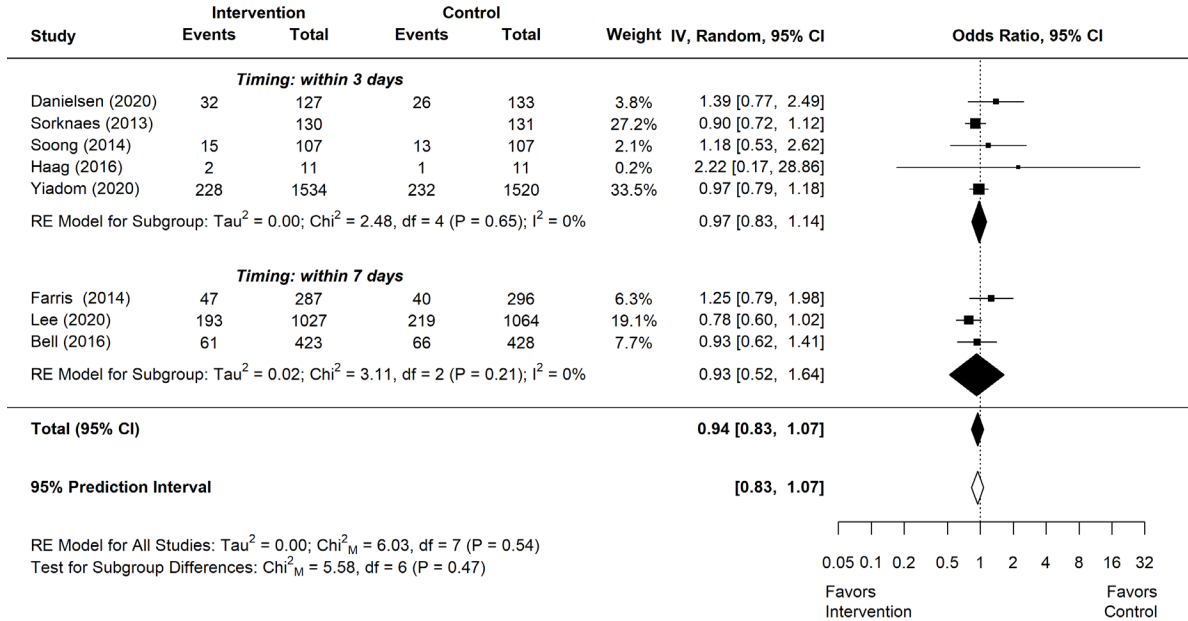 Intervention Control
Study Events Total Events Total Weight IV, Random, 95% CI Odds Ratio, 95% CI
Timing: within 3 days
Danielsen (2020) 32 127 26 133 3.8% 1.39 [0.77, 2.49]
Sorknaes (2013) 130 131 27.2% 0.90 [0.72, 1.12]
Soong (2014) 15 107 13 107 2.1% 1.18 [0.53, 2.62]
Haag (2016) 2 11 1 11 0.2% 2.22 [0.17, 28.86]
Yiadom (2020) 228 1534 232 1520 33.5% 0.97 [0.79, 1.18]
RE Model for Subgroup: Tau² = 0.00; Chi² = 2.48, df = 4 (P = 0.65); I² = 0% 0.97 [0.83, 1.14]
Timing: within 7 days
Farris (2014) 47 287 40 296 6.3% 1.25 [0.79, 1.98]
Lee (2020) 193 1027 219 1064 19.1% 0.78 [0.60, 1.02]
Bell (2016) 61 423 66 428 7.7% 0.93 [0.62, 1.41]
RE Model for Subgroup: Tau² = 0.02; Chi² = 3.11, df = 2 (P = 0.21); I² = 0% 0.93 [0.52, 1.64]
Total (95% CI) 0.94 [0.83, 1.07]
95% Prediction Interval [0.83, 1.07]
RE Model for All Studies: Tau² = 0.00; Chi²M = 6.03, df = 7 (P = 0.54)
Test for Subgroup Differences: Chi²M = 5.58, df = 6 (P = 0.47)
0.05 0.1 0.2 0.5 1 2 4 8 16 32
Favors Favors
Intervention Control